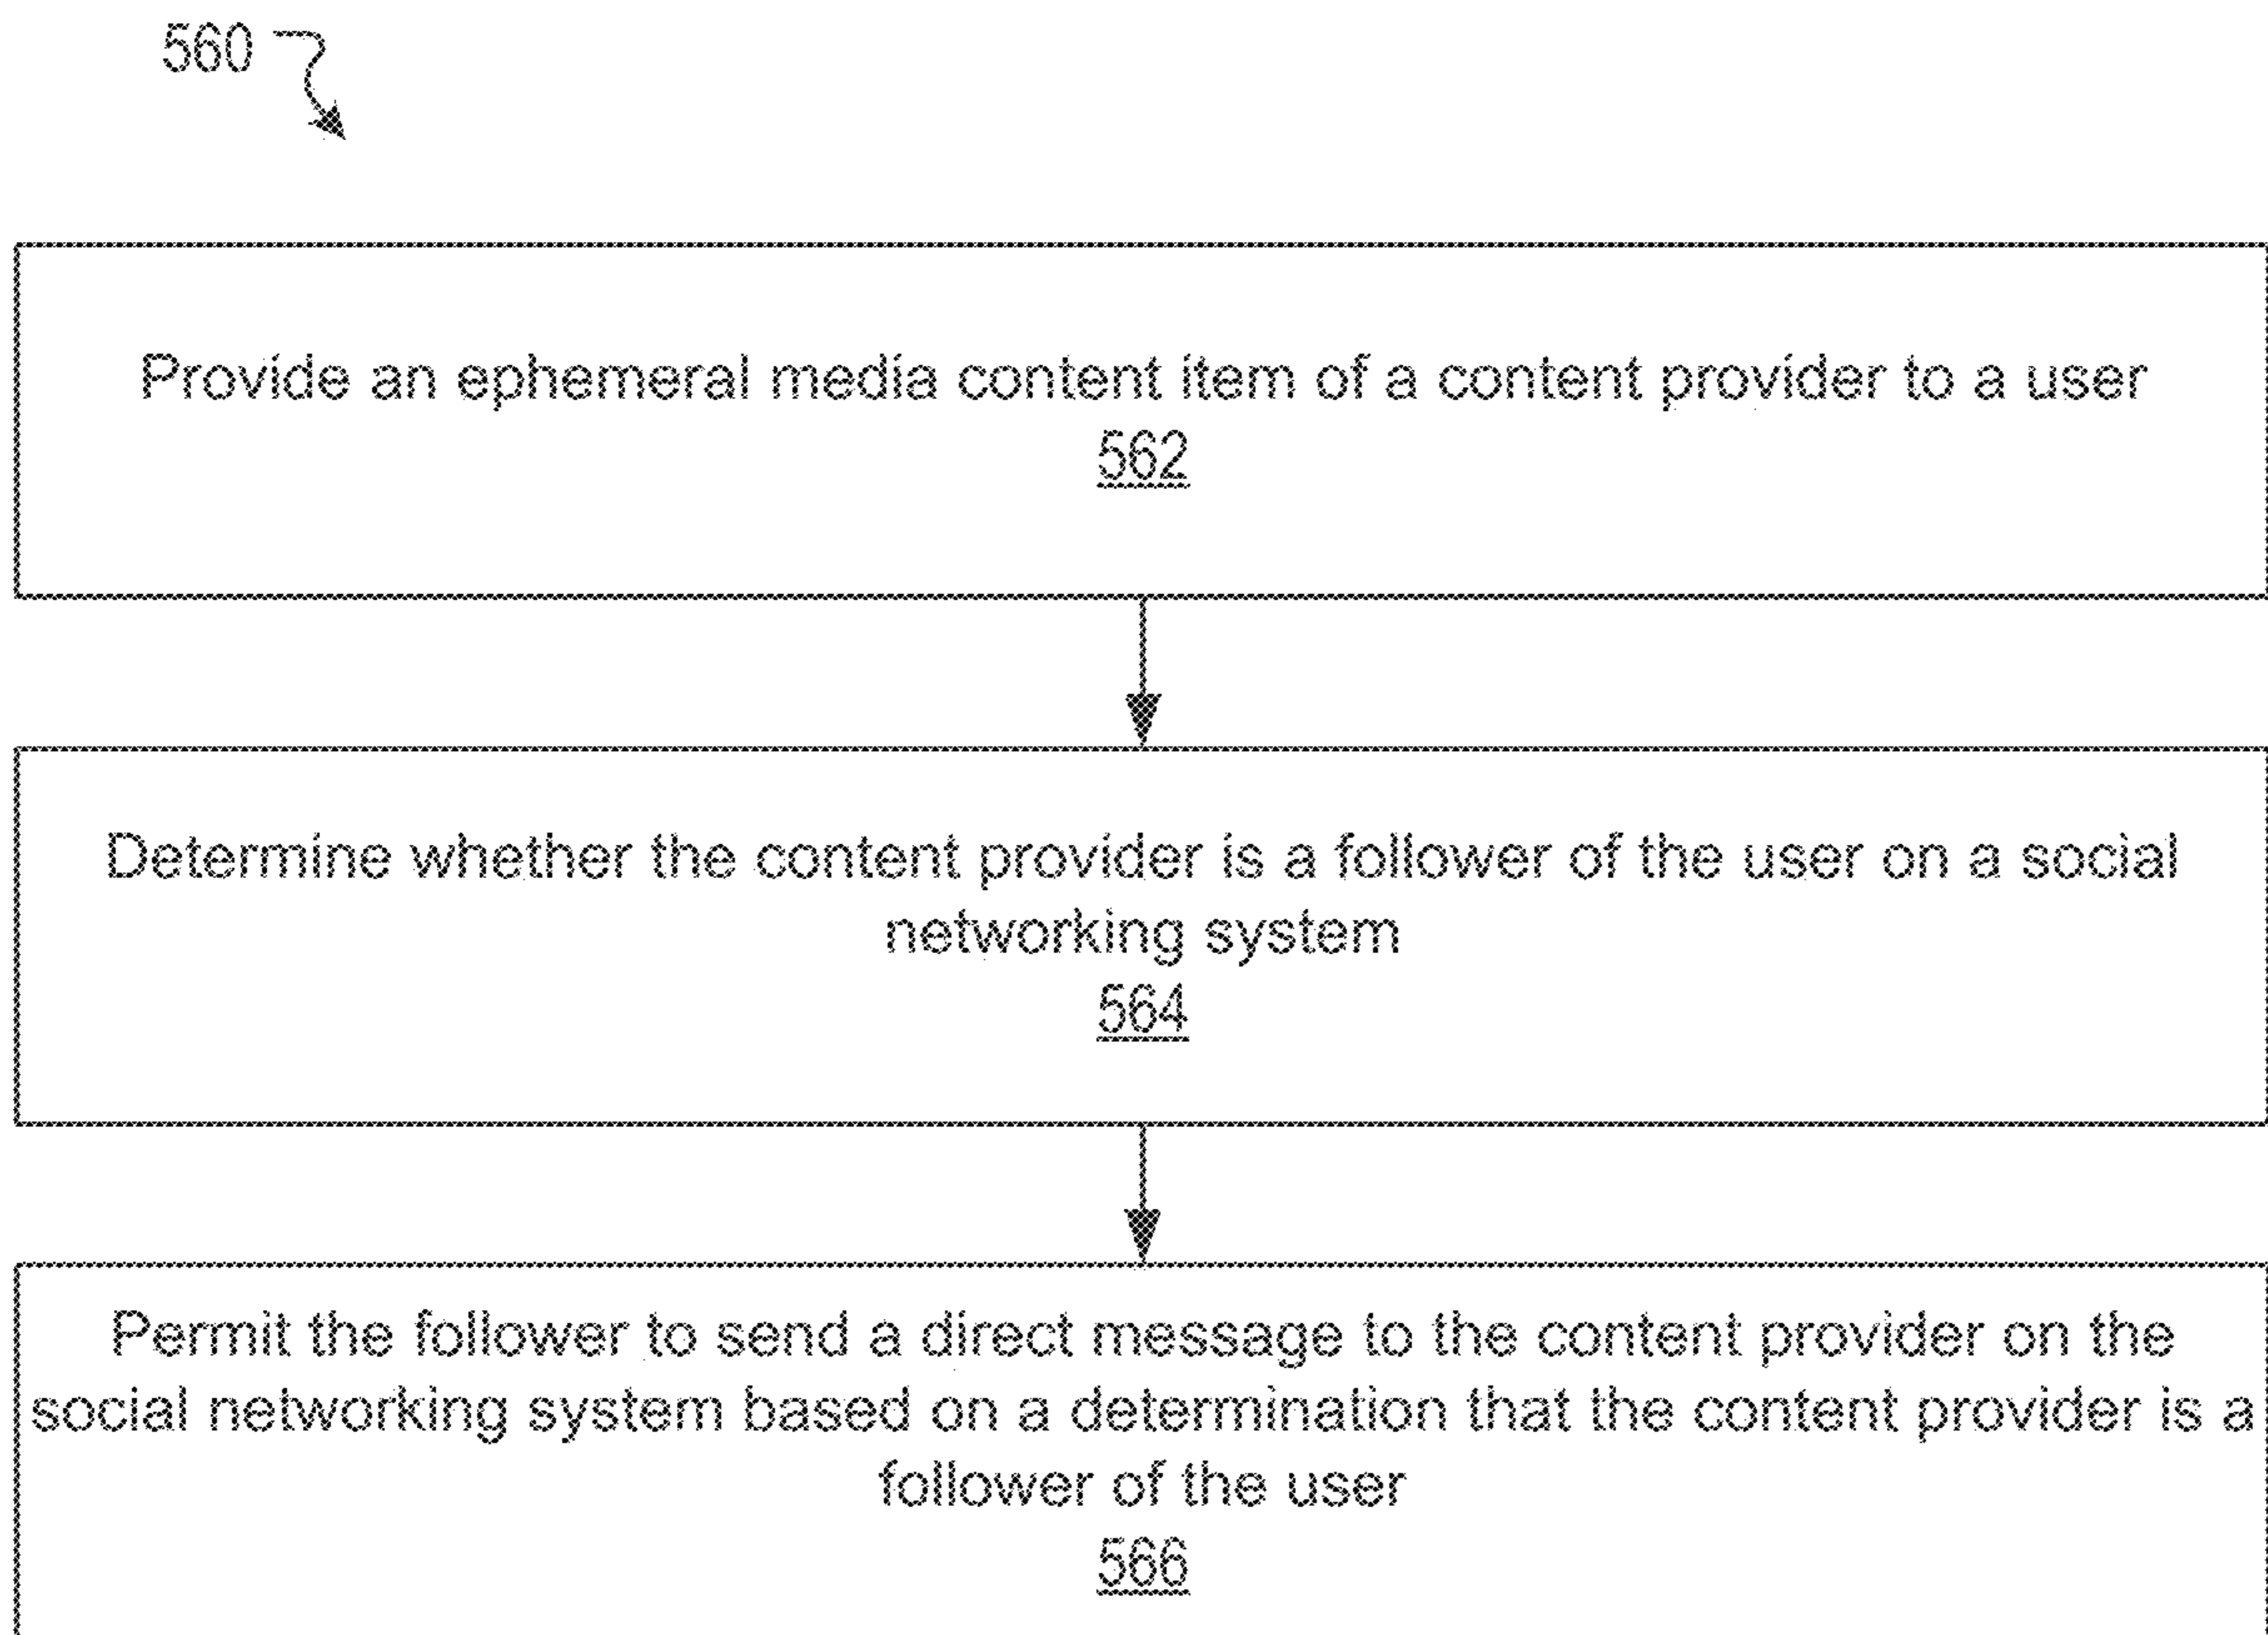 560
Provide an ephemeral media content item of a content provider to a user
562
Determine whether the content provider is a follower of the user on a social
networking system
564
Permit the follower to send a direct message to the content provider on the
social networking system based on a determination that the content provider is a
follower of the user
566